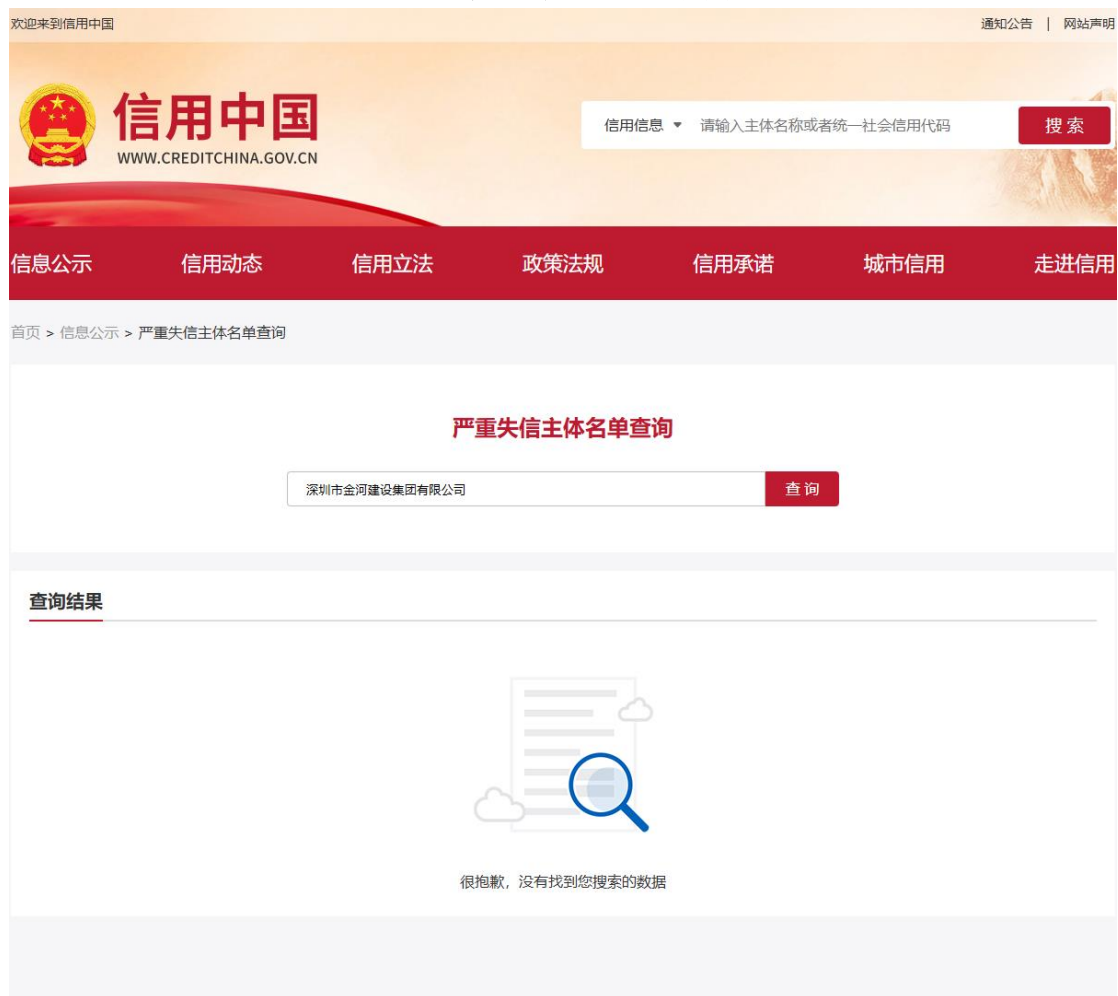 欢迎来到信用中国 通知公告 | 网站声明
信用中国
WWW.CREDITCHINA.GOV.CN
信用信息 请输入主体名称或者统一社会信用代码 搜索
信息公示 信用动态 信用立法 政策法规 信用承诺 城市信用 走进信用
首页 > 信息公示 > 严重失信主体名单查询
严重失信主体名单查询
深圳市金河建设集团有限公司 查询
查询结果
很抱歉，没有找到您搜索的数据